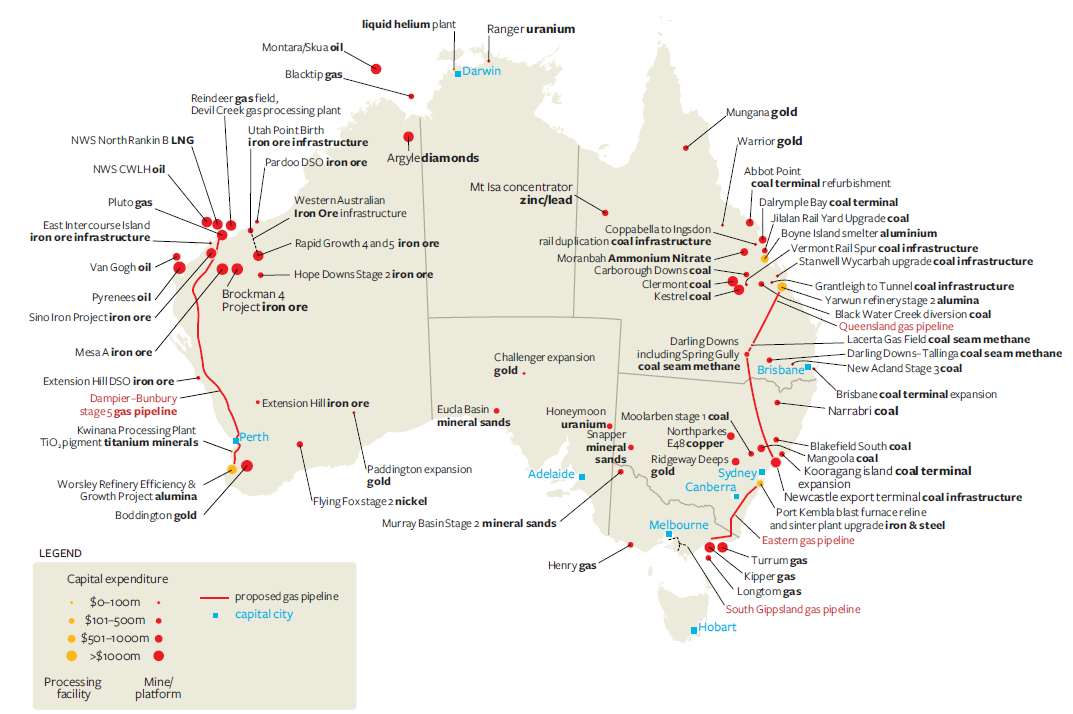 liquid helium plant
Ranger uranium
Montara/Skua oil
Blacktip gas
Darwin
Reindeer gas field,
Devil Creek gas processing plant
Utah Point Birth
iron ore infrastructure
Pardoo DSO iron ore
NWS North Rankin B LNG
NWS CWLH oil
Pluto gas
East Intercourse Island
iron ore infrastructure
Van Gogh oil
Pyrenees oil
Sino Iron Project iron ore
Mesa A iron ore
Western Australian
Iron Ore infrastructure
Rapid Growth 4 and 5 iron ore
Hope Downs Stage 2 iron ore
Brockman 4
Project iron ore
Argyle diamonds
Mt Isa concentrator
zinc/lead
Mungana gold
Warrior gold
Abbot Point
coal terminal refurbishment
Dalrymple Bay coal terminal
Jilalan Rail Yard Upgrade coal
Boyne Island smelter aluminium
Vermont Rail Spur coal infrastructure
Stanwell Wycarbah upgrade coal infrastructure
Coppabella to Ingsdon
rail duplication coal infrastructure
Moranbah Ammonium Nitrate
Carborough Downs coal
Clermont coal
Kestrel coal
Grantleigh to Tunnel coal infrastructure
Yarwun refinery stage 2 alumina
Black Water Creek diversion coal
Queensland gas pipeline
Lacerta Gas Field coal seam methane
Darling Downs–Tallinga coal seam methane
New Acland Stage 3 coal
Darling Downs
including Spring Gully
coal seam methane
Brisbane
Brisbane coal terminal expansion
Narrabri coal
Extension Hill DSO iron ore
Dampier–Bunbury
stage 5 gas pipeline
Kwinana Processing Plant
TiO2 pigment titanium minerals
Perth
Worsley Refinery Efficiency &
Growth Project alumina
Boddington gold
Extension Hill iron ore
Paddington expansion
gold
Flying Fox stage 2 nickel
Challenger expansion
gold
Eucla Basin
mineral sands
Honeymoon
uranium
Snapper
mineral
sands
Adelaide
Murray Basin Stage 2 mineral sands
Moolarben stage 1 coal
Northparkes
E48 copper
Ridgeway Deeps
gold
Sydney
Canberra
Melbourne
Blakefield South coal
Mangoola coal
Kooragang island coal terminal
expansion
Newcastle export terminal coal infrastructure
Port Kembla blast furnace reline
and sinter plant upgrade iron & steel
Eastern gas pipeline
Henry gas
Turrum gas
Kipper gas
Longtom gas
South Gippsland gas pipeline
Hobart
LEGEND
Capital expenditure
$0–100m
$101–500m
$501–1000m
>$1000m
Processing
facility
Mine/
platform
proposed gas pipeline
capital city